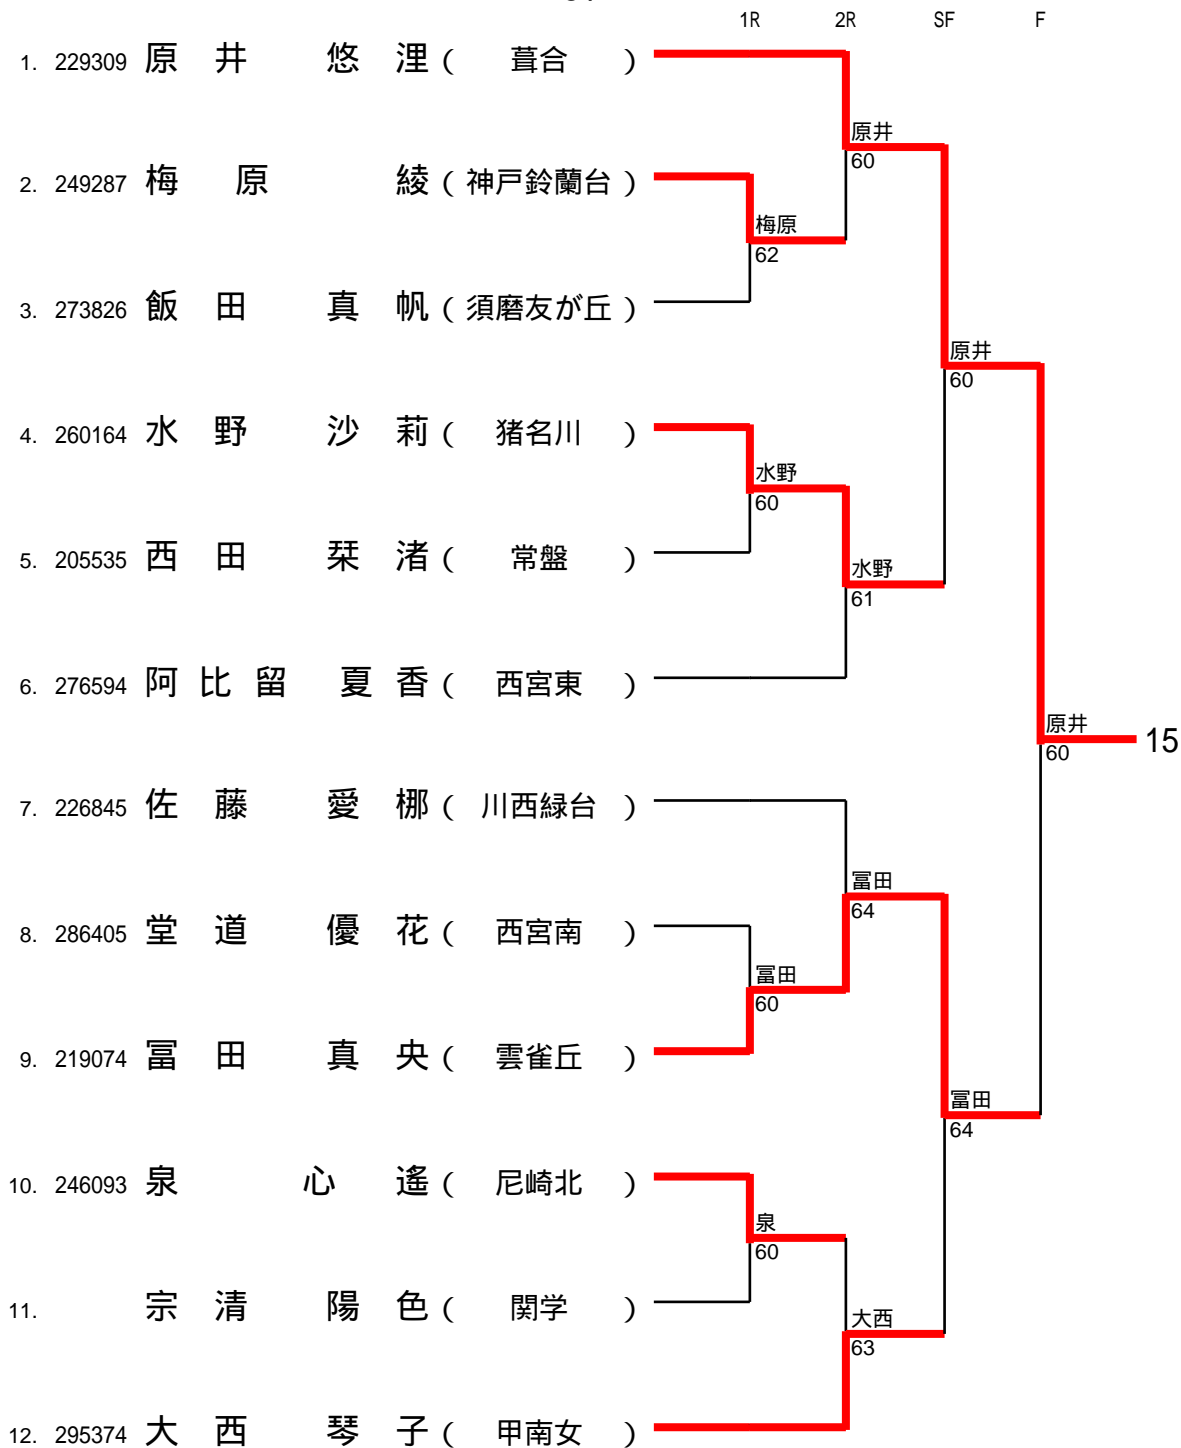 1R 2R SF F
1. 229309 原 井 悠 浬 ( 葺合 )
原井
60
2. 249287 梅 原 綾 ( 神戸鈴蘭台 )
梅原
62
3. 273826 飯 田 真 帆 ( 須磨友が丘 )
原井
60
4. 260164 水 野 沙 莉 ( 猪名川 )
水野
60
5. 205535 西 田 栞 渚 ( 常盤 )
水野
61
6. 276594 阿 比 留 夏 香 ( 西宮東 )
原井
60
15
7. 226845 佐 藤 愛 梛 ( 川西緑台 )
冨田
64
8. 286405 堂 道 優 花 ( 西宮南 )
冨田
60
9. 219074 冨 田 真 央 ( 雲雀丘 )
冨田
64
10. 246093 泉 心 遙 ( 尼崎北 )
泉
60
11. 宗 清 陽 色 ( 関学 )
大西
63
12. 295374 大 西 琴 子 ( 甲南女 )